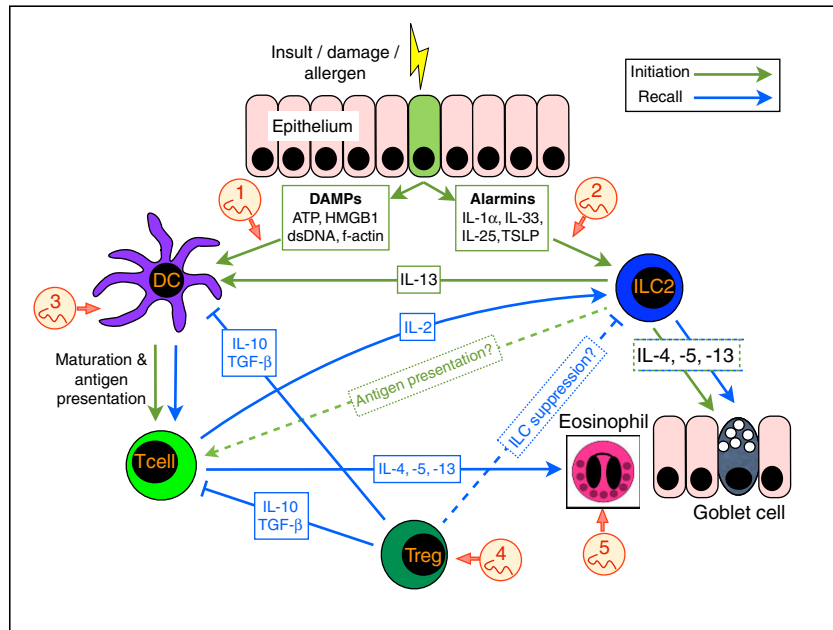 Insult / damage /
allergen
Initiation
Recall
Epithelium
1
DAMPs
ATP, HMGB1
dsDNA, f-actin
Alarmins
IL-1α, IL-33,
IL-25, TSLP
2
DC
IL-13
ILC2
3
IL-2
IL-10
TGF-β
Antigen presentation?
ILC suppression?
IL-4, -5, -13
Maturation &
antigen
presentation
Tcell
IL-4, -5, -13
Eosinophil
Goblet cell
IL-10
TGF-β
Treg
4
5